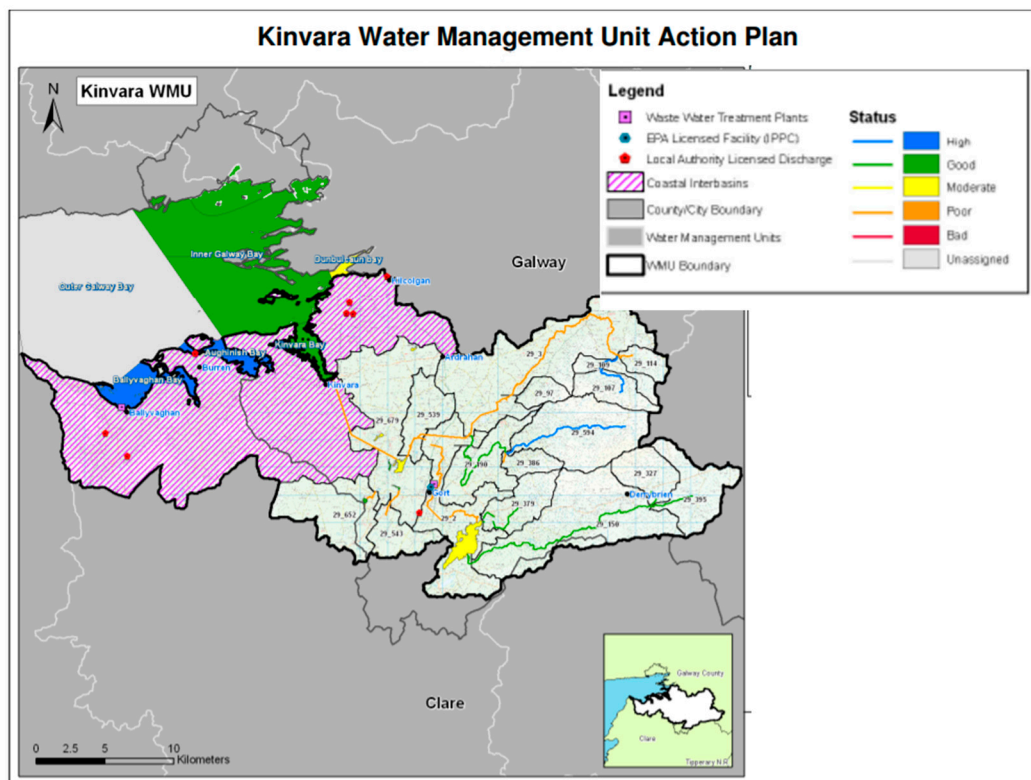 Kinvara Water Management Unit Action Plan
Kinvara WMU
N
Legend
Waste Water Treatment Plants
EPA Licensed Facility (IPPC)
Local Authority Licensed Discharge
Coastal Interbasins
County/City Boundary
Water Management Units
WMU Boundary
Status
High
Good
Moderate
Poor
Bad
Unassigned
Inner Galway Bay
Outer Galway Bay
Galway
Kilcolgan
Kinvara Bay
Aughinish Bay
Burren
Ballyvaghan Bay
Ballyvaghan
Kinvara
Ardrahan
29_3
29_109
29_114
29_107
29_97
29_679
29_539
29_594
29_190
29_386
29_327
Gort
Derrybrien
29_395
29_379
29_150
29_2
29_652
29_543
Clare
Galway County
Clare
Tipperary N.R
0 2.5 5 10
Kilometers